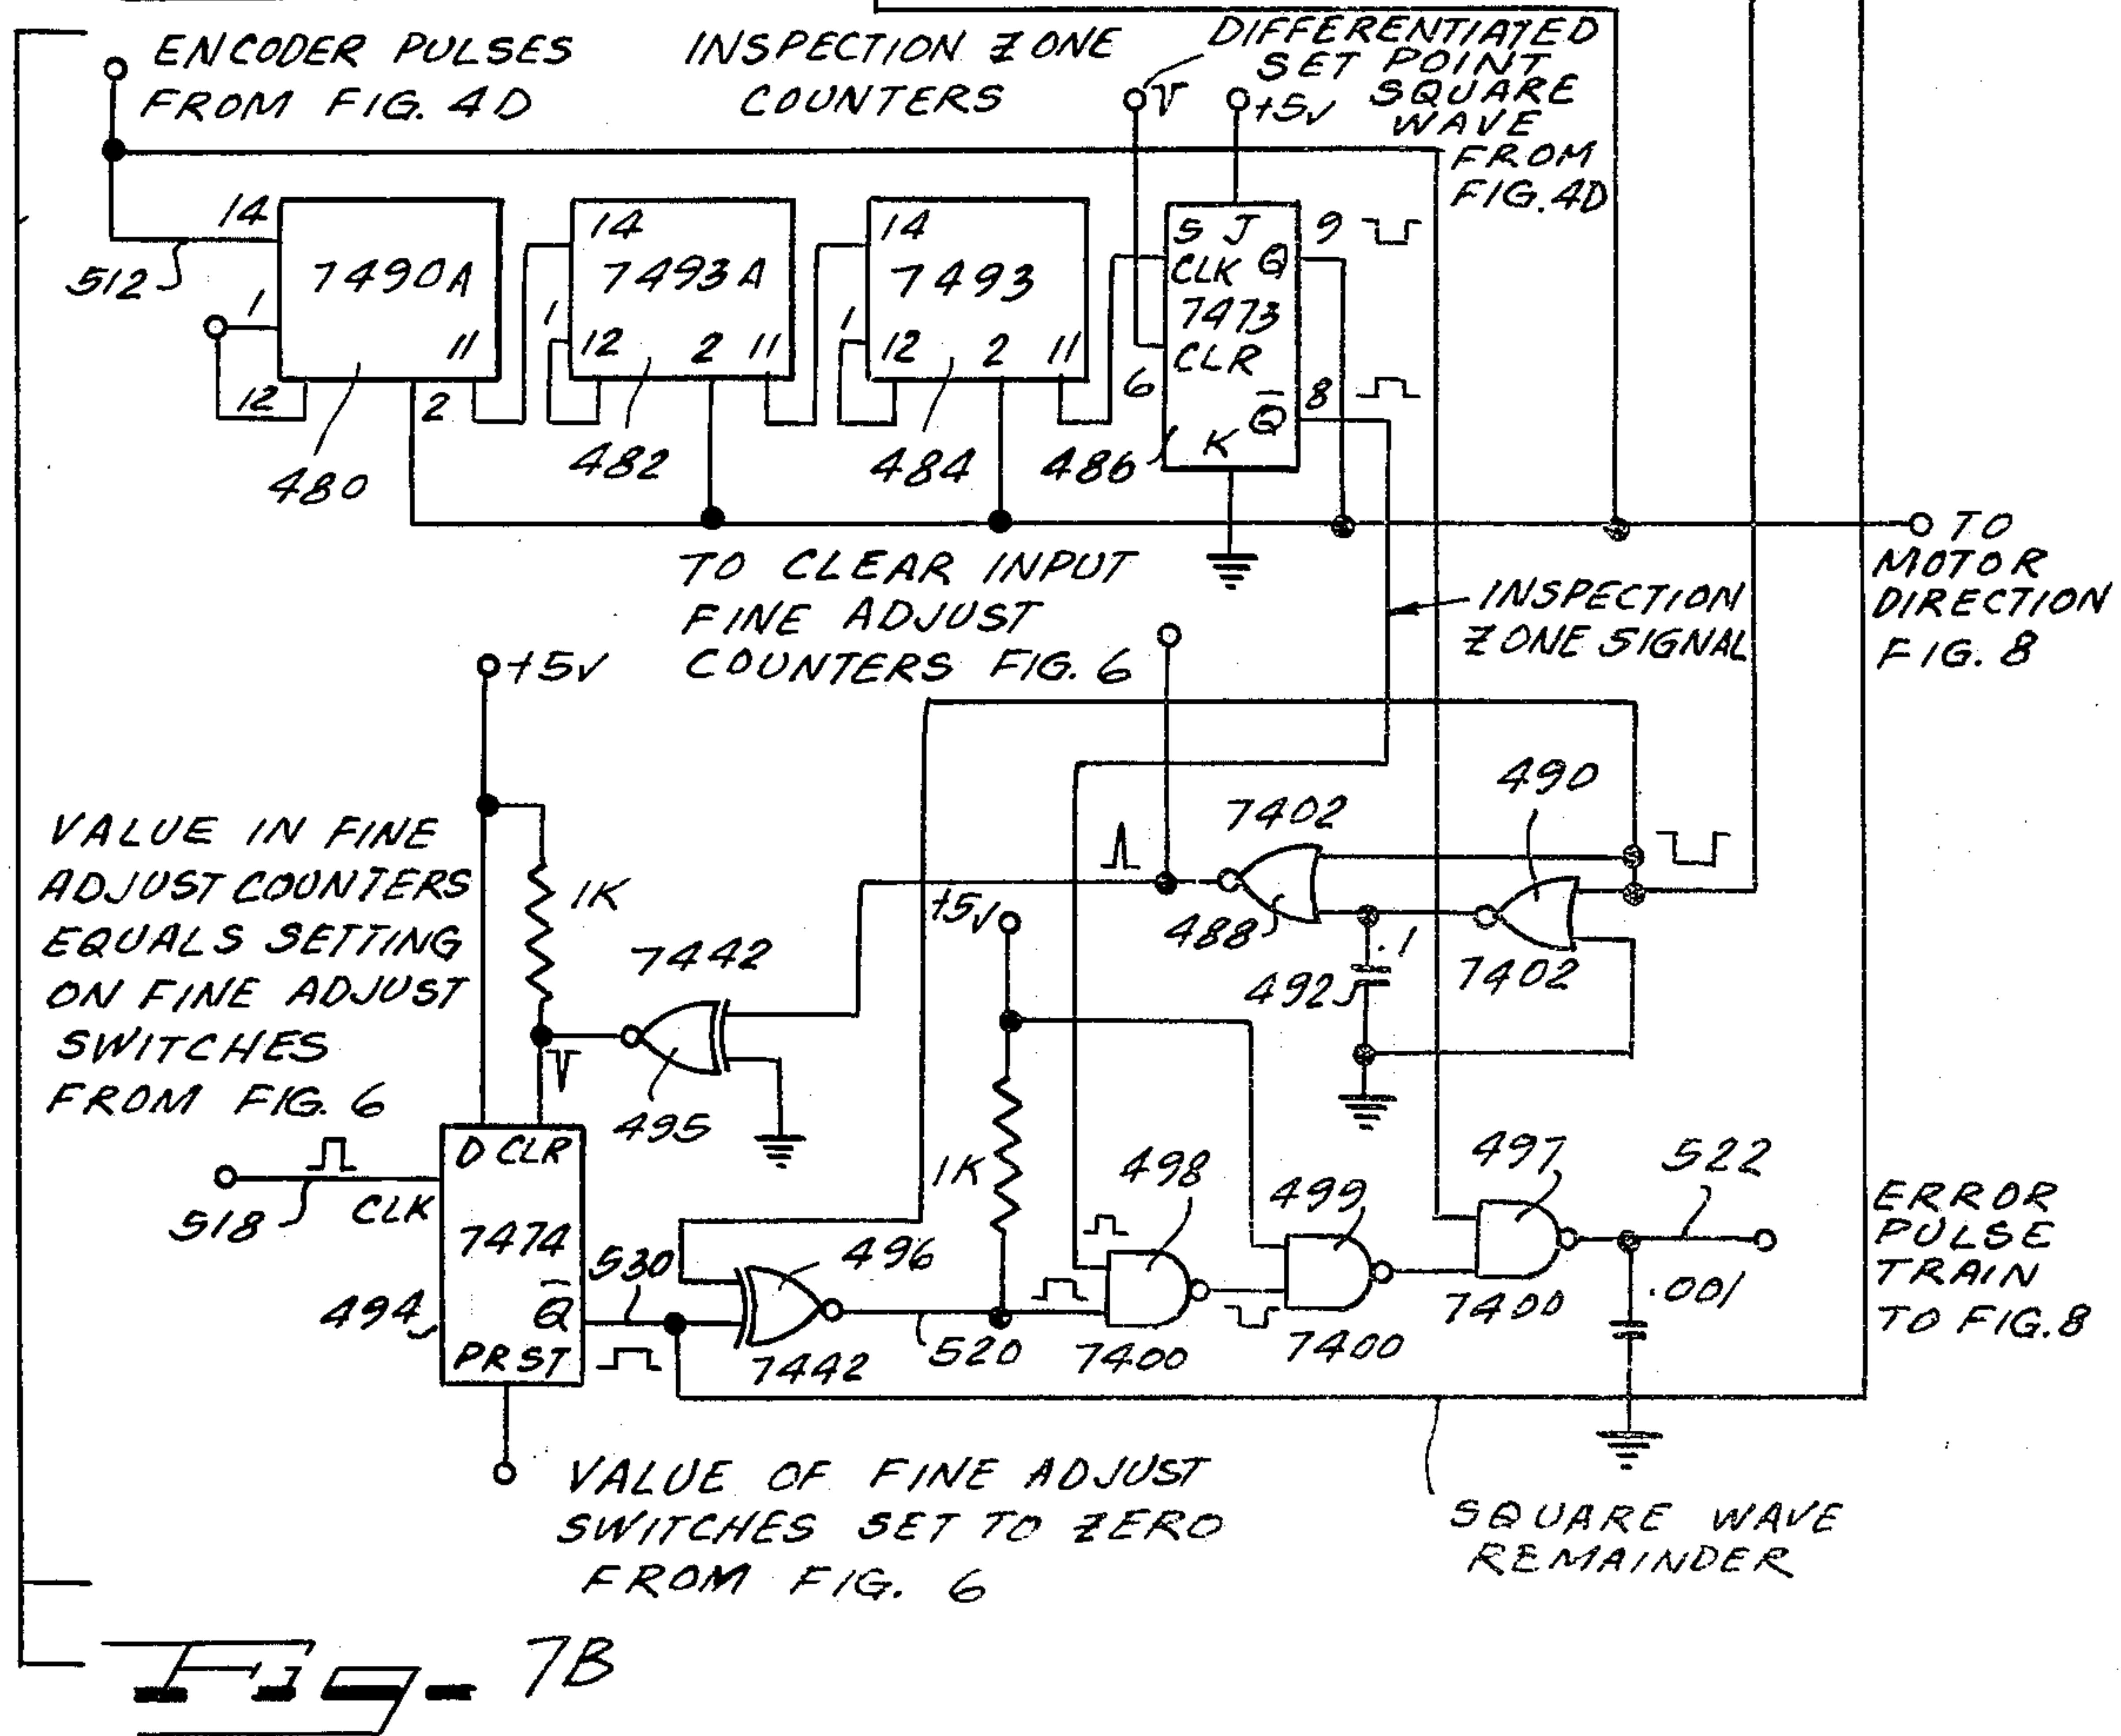 ENCODER PULSES
FROM FIG. 4D
INSPECTION ZONE
COUNTERS
DIFFERENTIATED
SET POINT
SQUARE
WAVE
FROM
FIG. 4D
+5V
14
7490A
512
1
11
12
2
480
14
7493A
1
12
2
11
482
14
7493
1
12
2
11
484
S J
CLK Q
7473
CLR
Q̅
K
9
8
6
486
TO CLEAR INPUT
FINE ADJUST
COUNTERS FIG. 6
INSPECTION
ZONE SIGNAL
TO
MOTOR
DIRECTION
FIG. 8
+5V
VALUE IN FINE
ADJUST COUNTERS
EQUALS SETTING
ON FINE ADJUST
SWITCHES
FROM FIG. 6
1K
7442
495
7402
488
490
7402
.1
492
+5V
1K
D CLR
CLK
518
7474
Q̅
PRST
494
530
496
7442
520
498
7400
499
7400
497
7400
522
.001
ERROR
PULSE
TRAIN
TO FIG. 8
VALUE OF FINE ADJUST
SWITCHES SET TO ZERO
FROM FIG. 6
SQUARE WAVE
REMAINDER
Fig- 7B